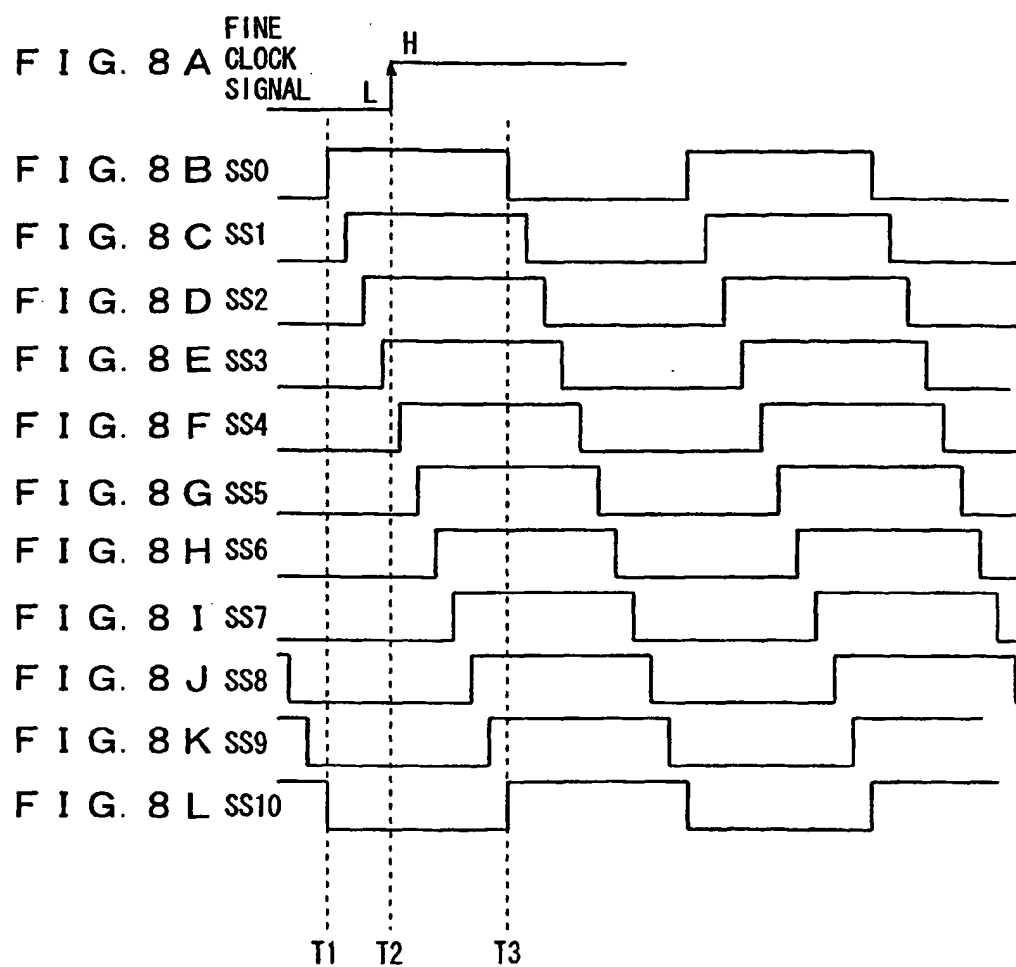 FIG. 8A FINE CLOCK SIGNAL L H
FIG. 8B SS0
FIG. 8C SS1
FIG. 8D SS2
FIG. 8E SS3
FIG. 8F SS4
FIG. 8G SS5
FIG. 8H SS6
FIG. 8I SS7
FIG. 8J SS8
FIG. 8K SS9
FIG. 8L SS10
T1 T2 T3